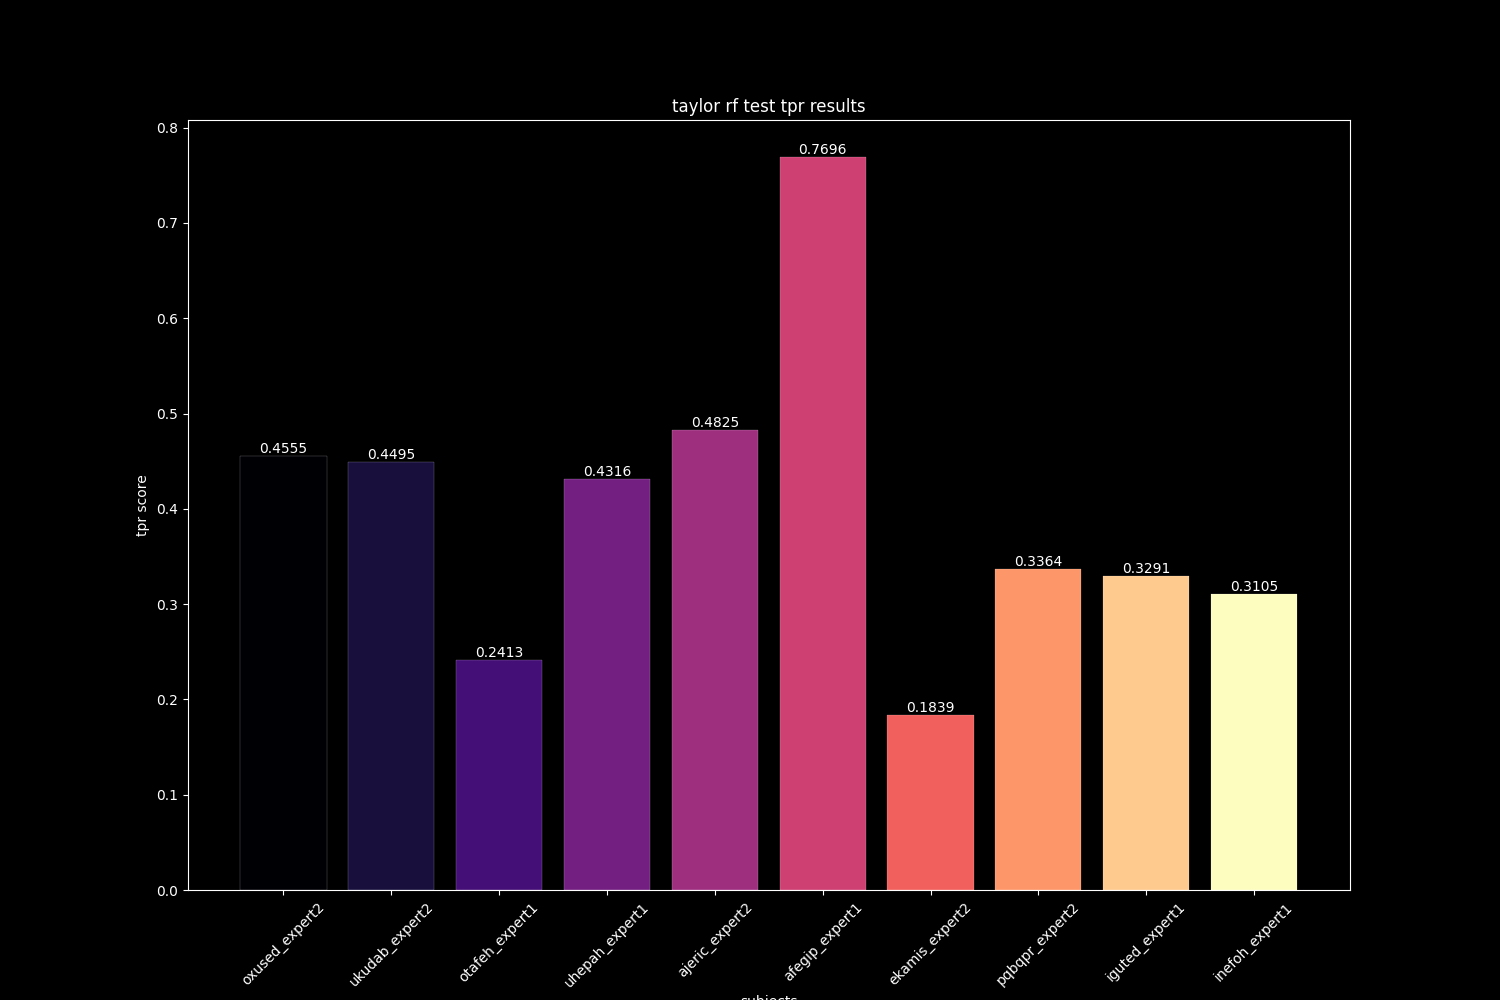 taylor rf test tpr results
0.8
0.7
0.6
0.5
0.4
0.3
0.2
0.1
0.0
tpr score
0.4555
0.4495
0.2413
0.4316
0.4825
0.7696
0.1839
0.3364
0.3291
0.3105
oxused_expert2
ukudab_expert2
otafeh_expert1
uhepah_expert1
ajeric_expert2
afegip_expert1
ekamis_expert2
pqbqpr_expert2
iguted_expert1
inefoh_expert1
subjects